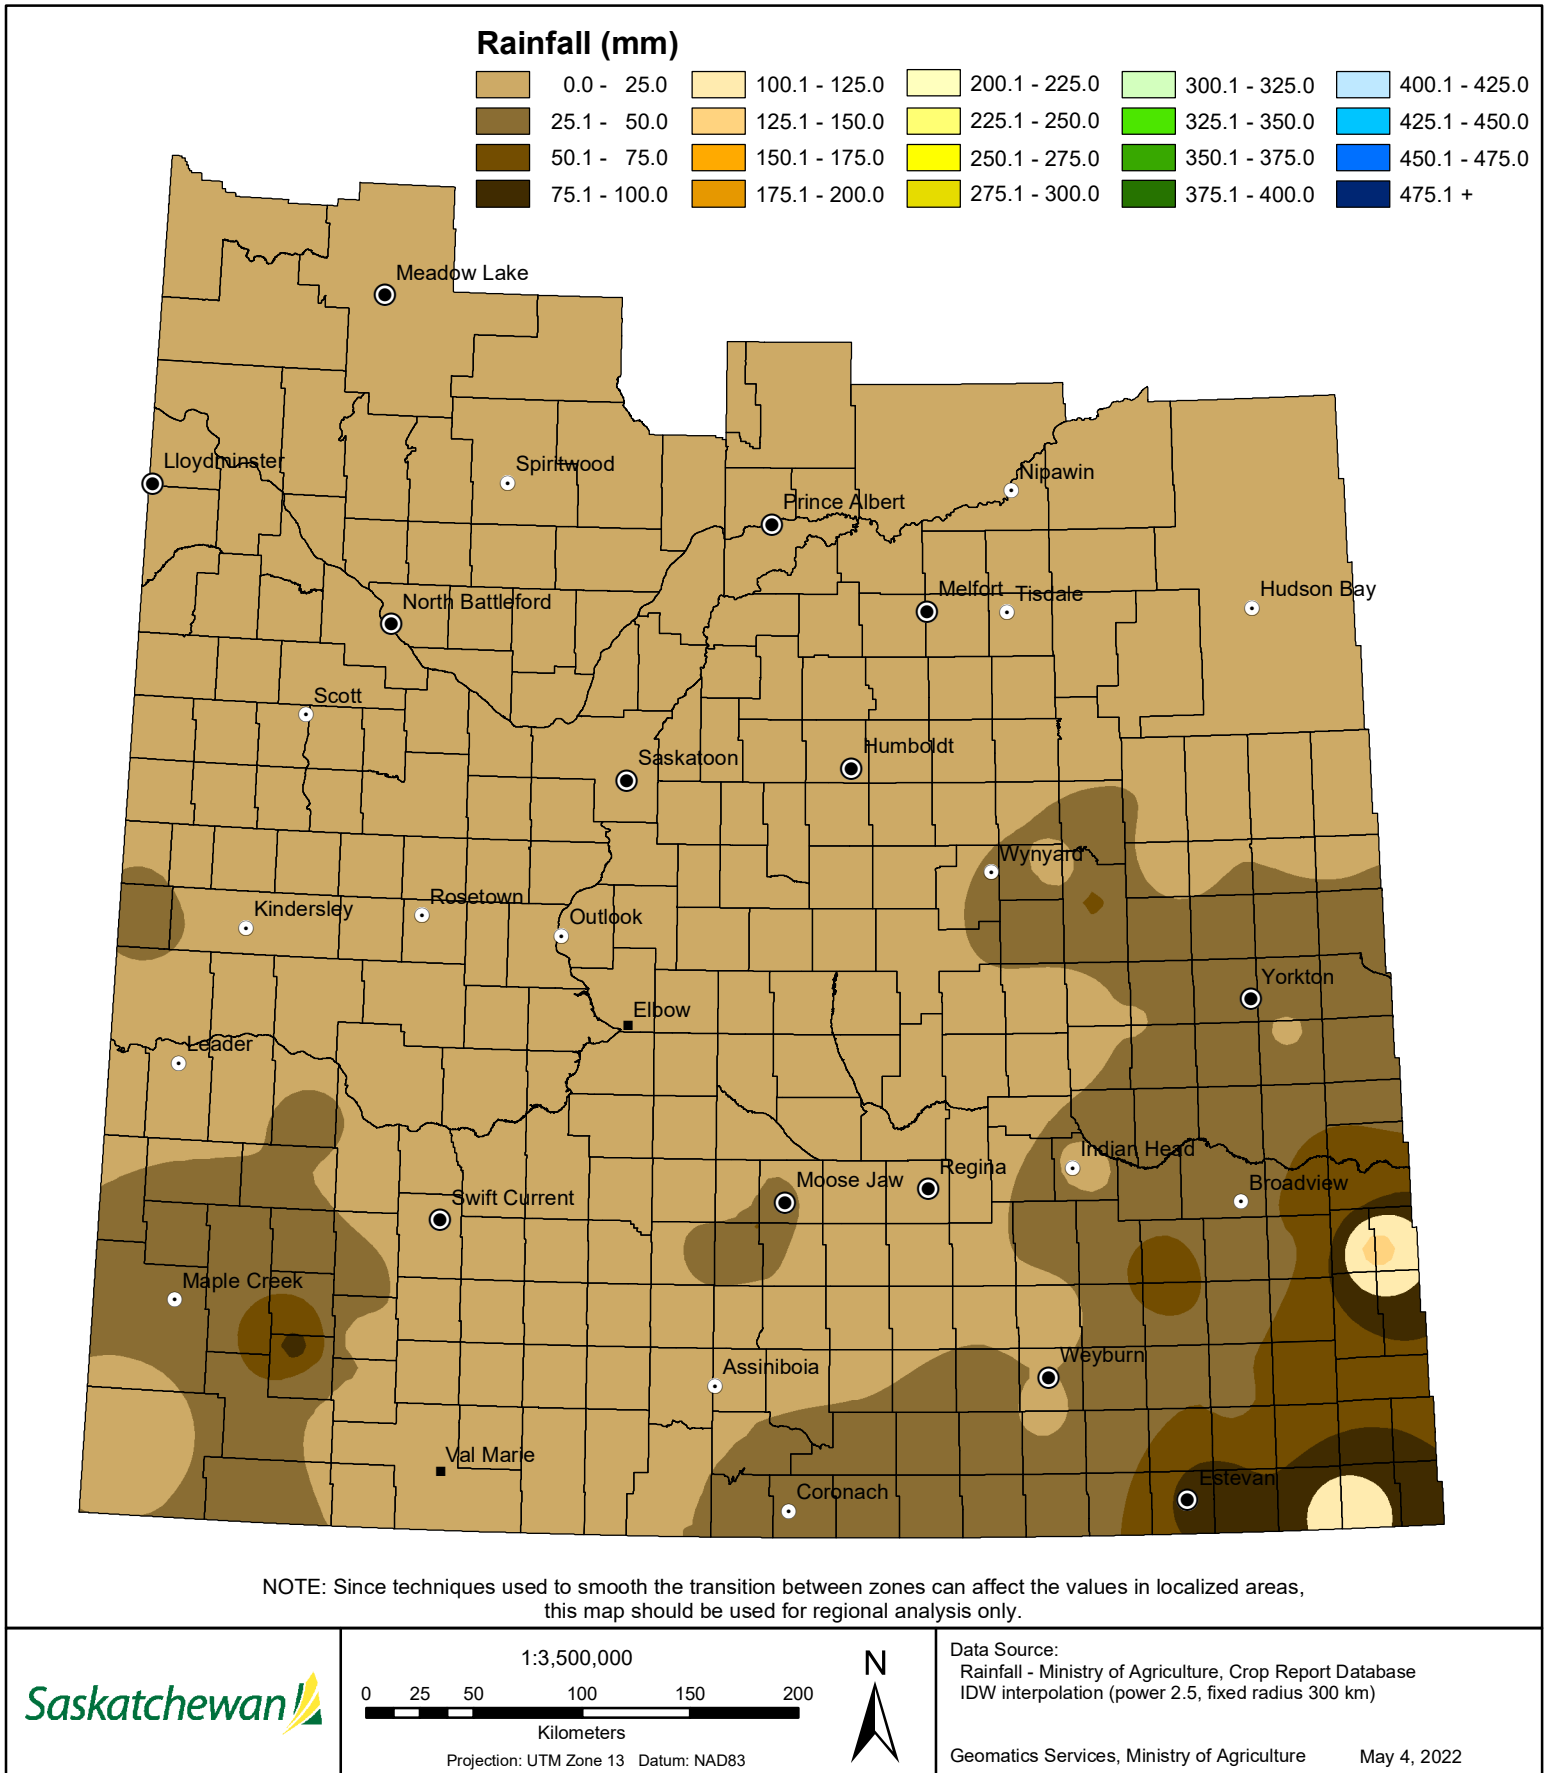 Rainfall (mm)
0.0 - 25.0
25.1 - 50.0
50.1 - 75.0
75.1 - 100.0
100.1 - 125.0
125.1 - 150.0
150.1 - 175.0
175.1 - 200.0
200.1 - 225.0
225.1 - 250.0
250.1 - 275.0
275.1 - 300.0
300.1 - 325.0
325.1 - 350.0
350.1 - 375.0
375.1 - 400.0
400.1 - 425.0
425.1 - 450.0
450.1 - 475.0
475.1 +
Meadow Lake
Lloydminster
Spiritwood
Nipawin
Prince Albert
North Battleford
Melfort
Tisdale
Hudson Bay
Scott
Saskatoon
Humboldt
Wynyard
Kindersley
Rosetown
Outlook
Yorkton
Elbow
Leader
Indian Head
Moose Jaw
Regina
Broadview
Swift Current
Maple Creek
Weyburn
Assiniboia
Val Marie
Coronach
Estevan
NOTE: Since techniques used to smooth the transition between zones can affect the values in localized areas,
this map should be used for regional analysis only.
Saskatchewan
1:3,500,000
0 25 50 100 150 200
Kilometers
Projection: UTM Zone 13 Datum: NAD83
N
Data Source:
Rainfall - Ministry of Agriculture, Crop Report Database
IDW interpolation (power 2.5, fixed radius 300 km)
Geomatics Services, Ministry of Agriculture May 4, 2022